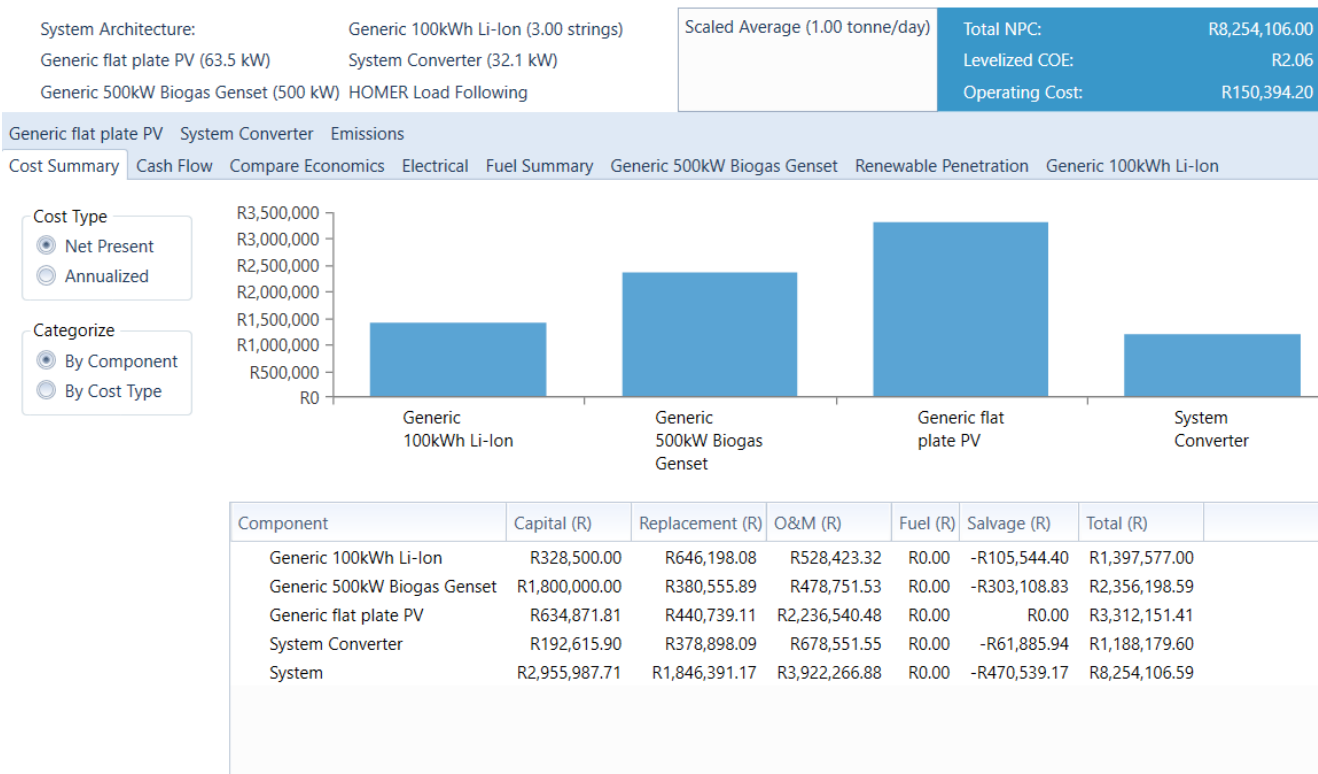 System Architecture: Generic 100kWh Li-Ion (3.00 strings) Scaled Average (1.00 tonne/day) Total NPC: R8,254,106.00
Generic flat plate PV (63.5 kW) System Converter (32.1 kW) Levelized COE: R2.06
Generic 500kW Biogas Genset (500 kW) HOMER Load Following Operating Cost: R150,394.20
Generic flat plate PV System Converter Emissions
Cost Summary Cash Flow Compare Economics Electrical Fuel Summary Generic 500kW Biogas Genset Renewable Penetration Generic 100kWh Li-Ion
Cost Type
Net Present
Annualized
Categorize
By Component
By Cost Type
R3,500,000
R3,000,000
R2,500,000
R2,000,000
R1,500,000
R1,000,000
R500,000
R0
Generic
100kWh Li-Ion
Generic
500kW Biogas
Genset
Generic flat
plate PV
System
Converter
Component Capital (R) Replacement (R) O&M (R) Fuel (R) Salvage (R) Total (R)
Generic 100kWh Li-Ion R328,500.00 R646,198.08 R528,423.32 R0.00 -R105,544.40 R1,397,577.00
Generic 500kW Biogas Genset R1,800,000.00 R380,555.89 R478,751.53 R0.00 -R303,108.83 R2,356,198.59
Generic flat plate PV R634,871.81 R440,739.11 R2,236,540.48 R0.00 R0.00 R3,312,151.41
System Converter R192,615.90 R378,898.09 R678,551.55 R0.00 -R61,885.94 R1,188,179.60
System R2,955,987.71 R1,846,391.17 R3,922,266.88 R0.00 -R470,539.17 R8,254,106.59